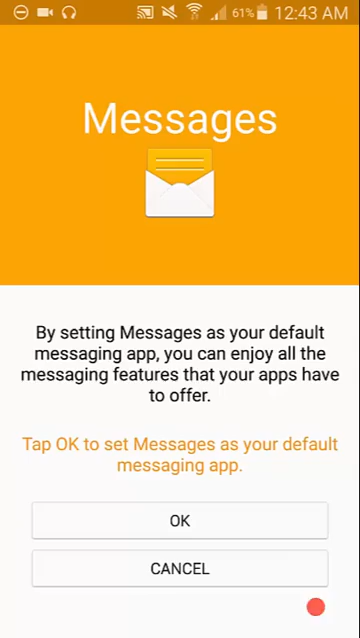 61% 12:43 AM
Messages
By setting Messages as your default
messaging app, you can enjoy all the
messaging features that your apps have
to offer.
Tap OK to set Messages as your default
messaging app.
OK
CANCEL